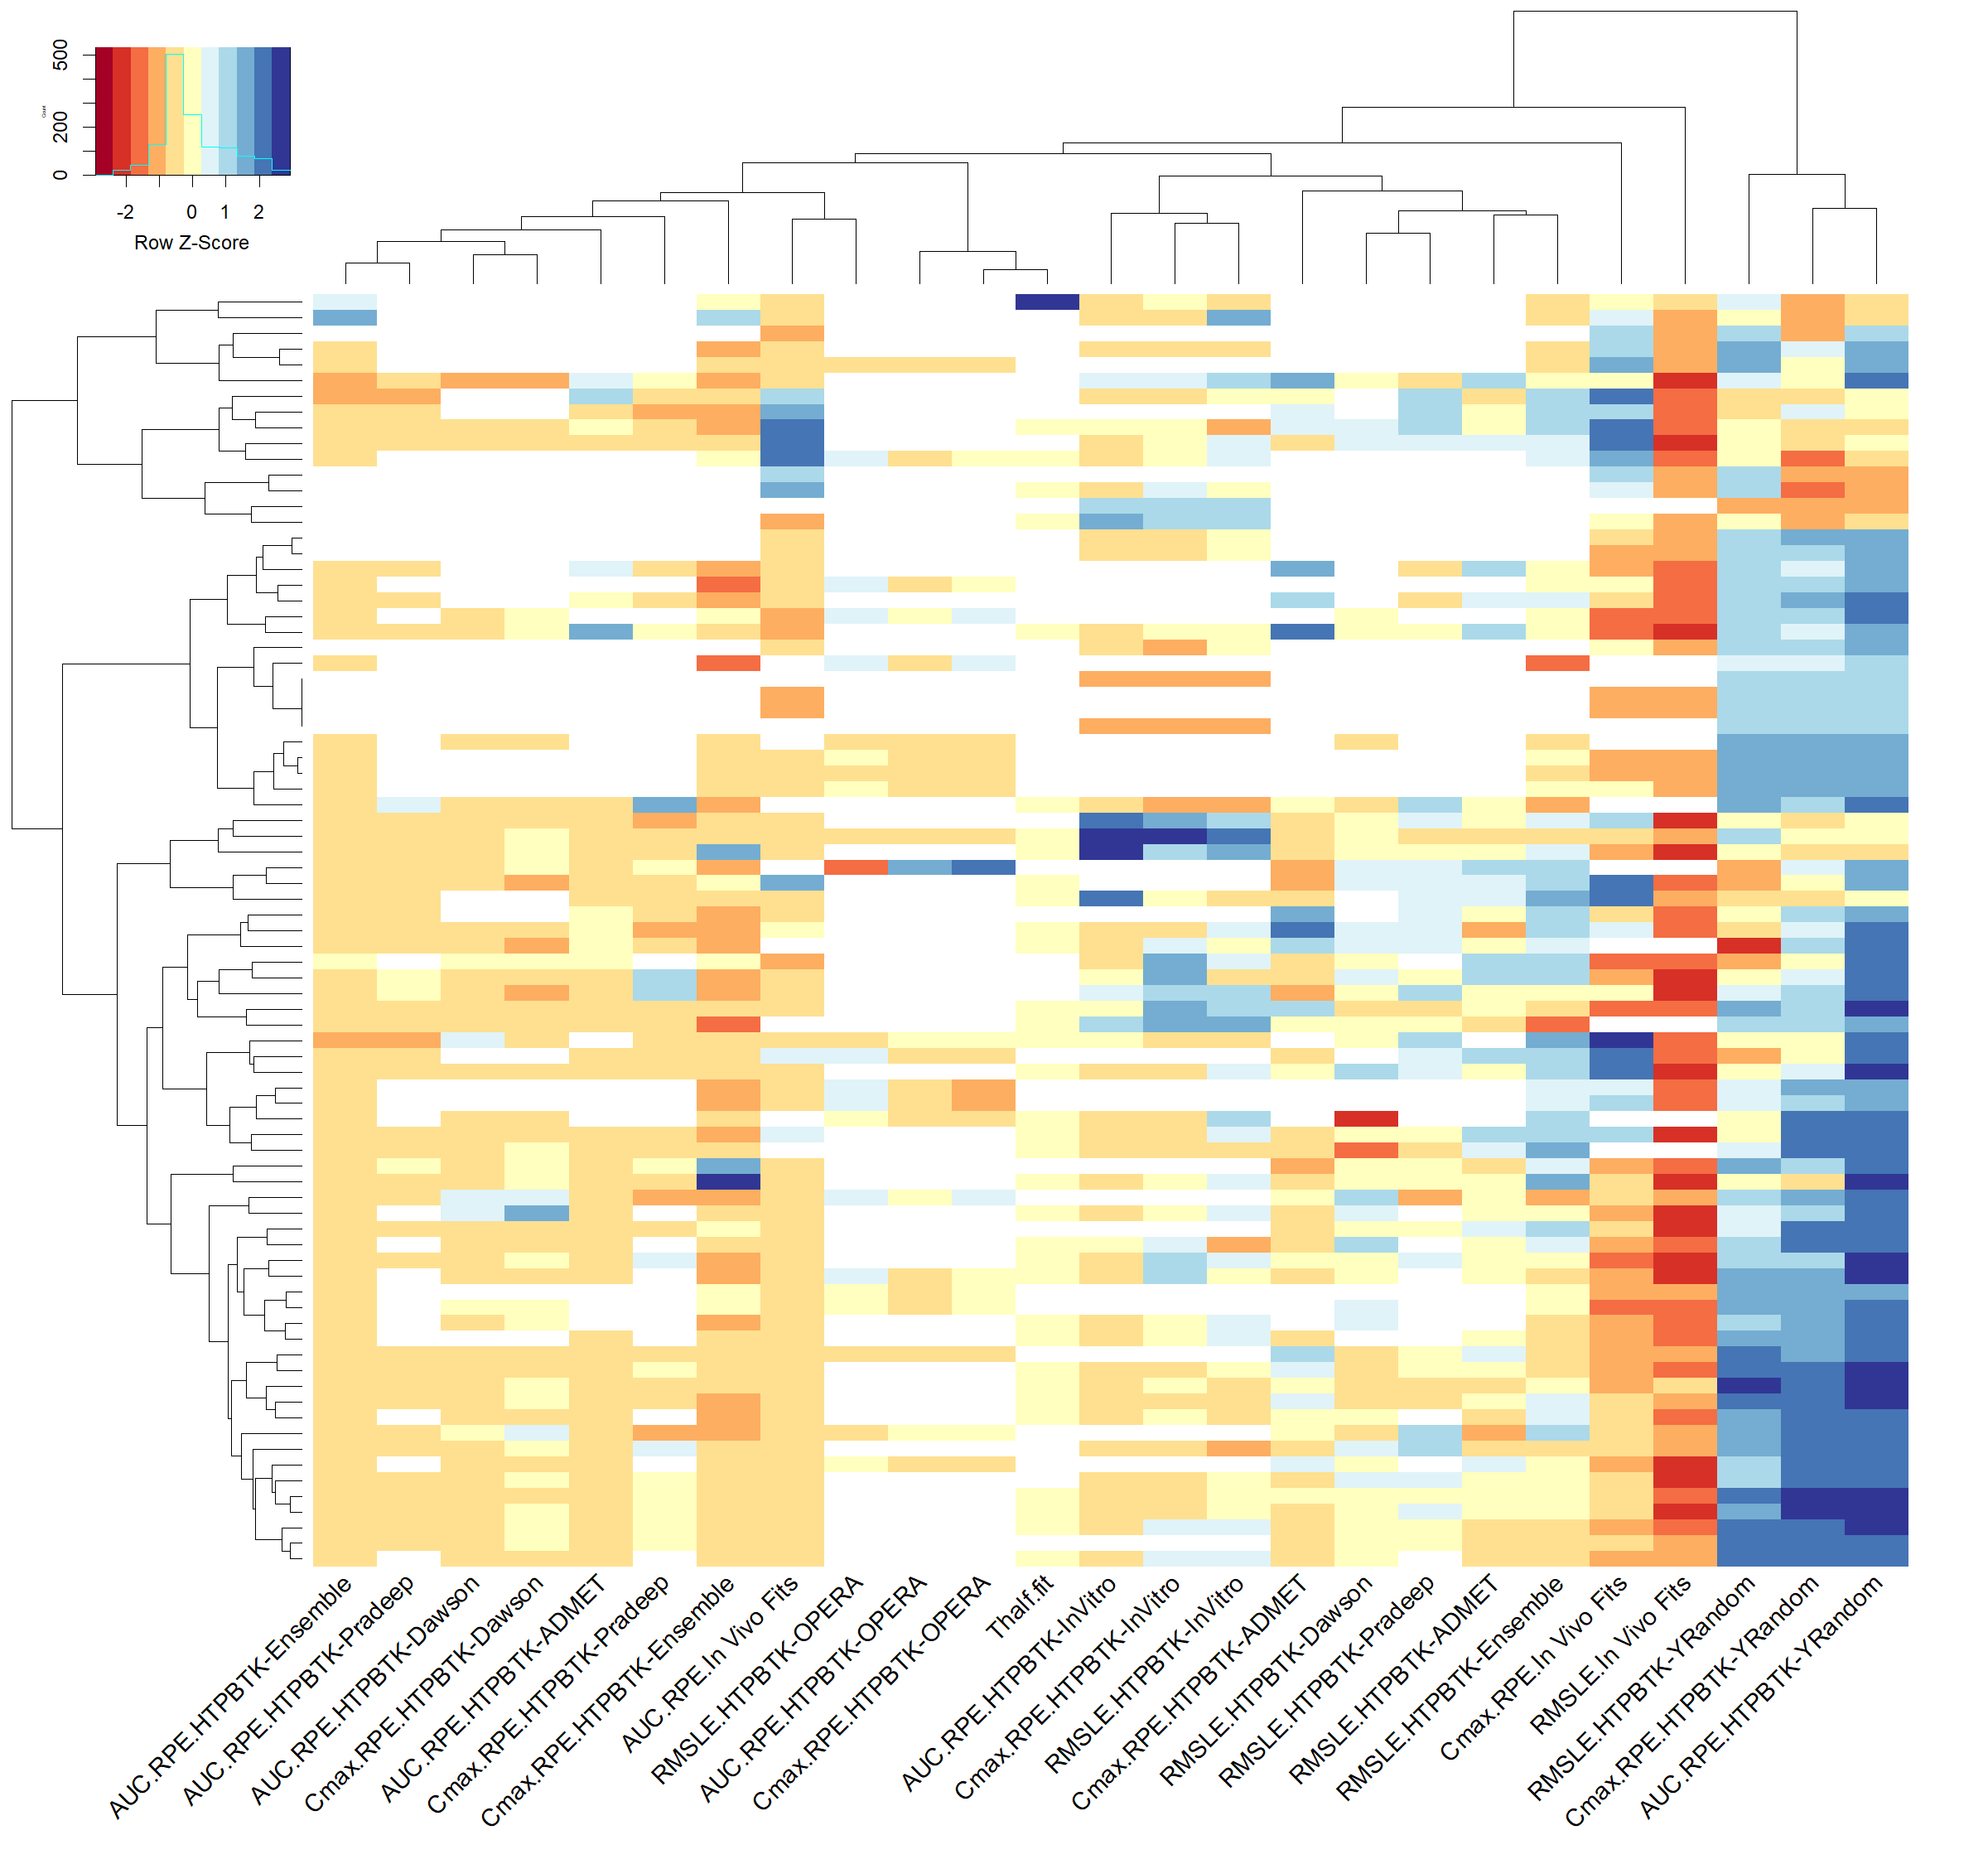 500
200
0
Count
-2
0
1
2
Row Z-Score
AUC.RPE.HTPBTK-Ensemble
AUC.RPE.HTPBTK-Pradeep
AUC.RPE.HTPBTK-Dawson
Cmax.RPE.HTPBTK-Dawson
AUC.RPE.HTPBTK-ADMET
Cmax.RPE.HTPBTK-Pradeep
Cmax.RPE.HTPBTK-Ensemble
AUC.RPE.In Vivo Fits
RMSLE.HTPBTK-OPERA
AUC.RPE.HTPBTK-OPERA
Cmax.RPE.HTPBTK-OPERA
Thalf.fit
AUC.RPE.HTPBTK-InVitro
Cmax.RPE.HTPBTK-InVitro
RMSLE.HTPBTK-InVitro
Cmax.RPE.HTPBTK-ADMET
RMSLE.HTPBTK-Dawson
RMSLE.HTPBTK-Pradeep
RMSLE.HTPBTK-ADMET
RMSLE.HTPBTK-Ensemble
Cmax.RPE.In Vivo Fits
RMSLE.In Vivo Fits
RMSLE.HTPBTK-YRandom
Cmax.RPE.HTPBTK-YRandom
AUC.RPE.HTPBTK-YRandom